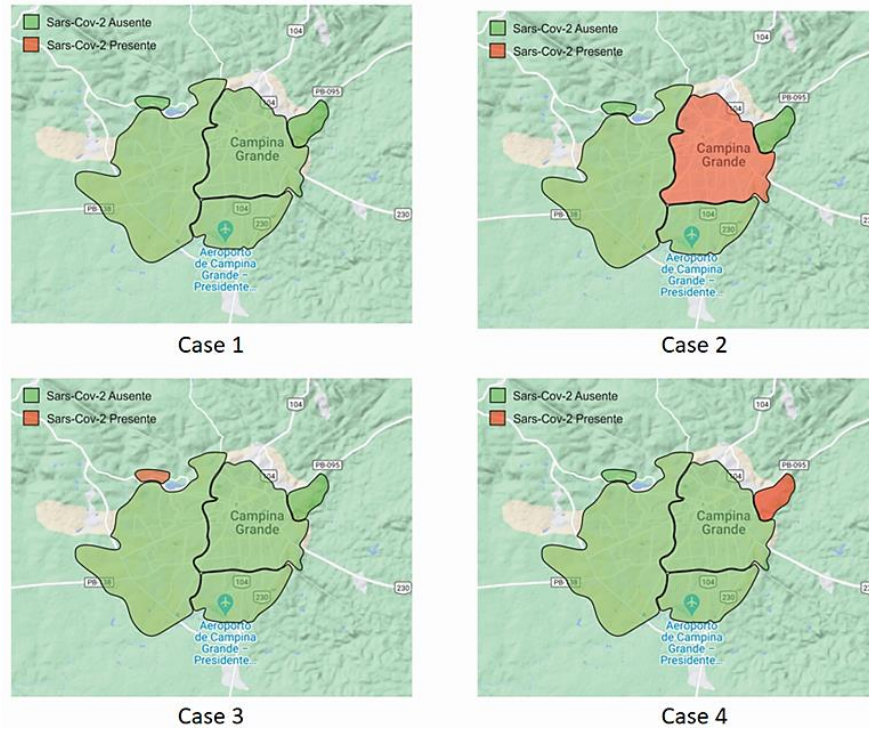 Sars-Cov-2 Ausente
Sars-Cov-2 Presente
104
PB-095
104
Campina
Grande
PB-138
230
104
230
Aeroporto
de Campina
Grande –
Presidente...
Case 1
Sars-Cov-2 Ausente
Sars-Cov-2 Presente
104
PB-095
104
Campina
Grande
PB-138
230
104
230
Aeroporto
de Campina
Grande –
Presidente...
Case 2
Sars-Cov-2 Ausente
Sars-Cov-2 Presente
104
PB-095
104
Campina
Grande
PB-138
230
104
230
Aeroporto
de Campina
Grande –
Presidente...
Case 3
Sars-Cov-2 Ausente
Sars-Cov-2 Presente
104
PB-095
104
Campina
Grande
PB-138
230
104
230
Aeroporto
de Campina
Grande –
Presidente...
Case 4